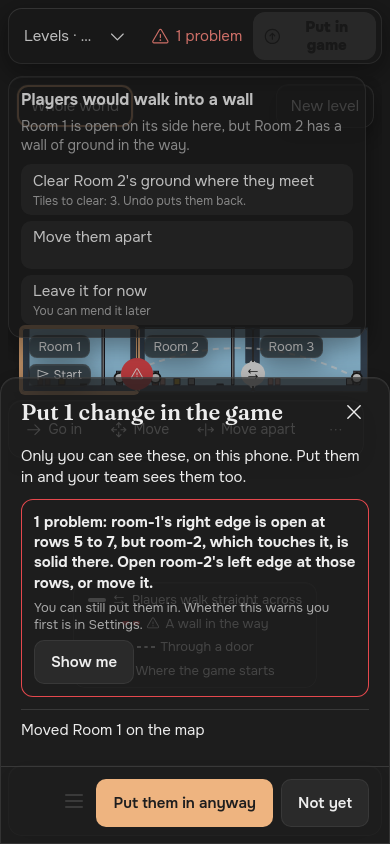 Levels · ...
1 problem
Put in
game
Whole world
New level
Players would walk into a wall
Room 1 is open on its side here, but Room 2 has a
wall of ground in the way.
Clear Room 2's ground where they meet
Tiles to clear: 3. Undo puts them back.
Move them apart
Leave it for now
You can mend it later
Room 1
Room 2
Room 3
Start
Put 1 change in the game
Go in
Move
Move apart
...
Only you can see these, on this phone. Put them
in and your team sees them too.
1 problem: room-1's right edge is open at
rows 5 to 7, but room-2, which touches it, is
solid there. Open room-2's left edge at those
rows, or move it.
Players walk straight across
You can still put them in. Whether this warns you
first is in Settings.
A wall in the way
Through a door
Show me
Where the game starts
Moved Room 1 on the map
Put them in anyway
Not yet